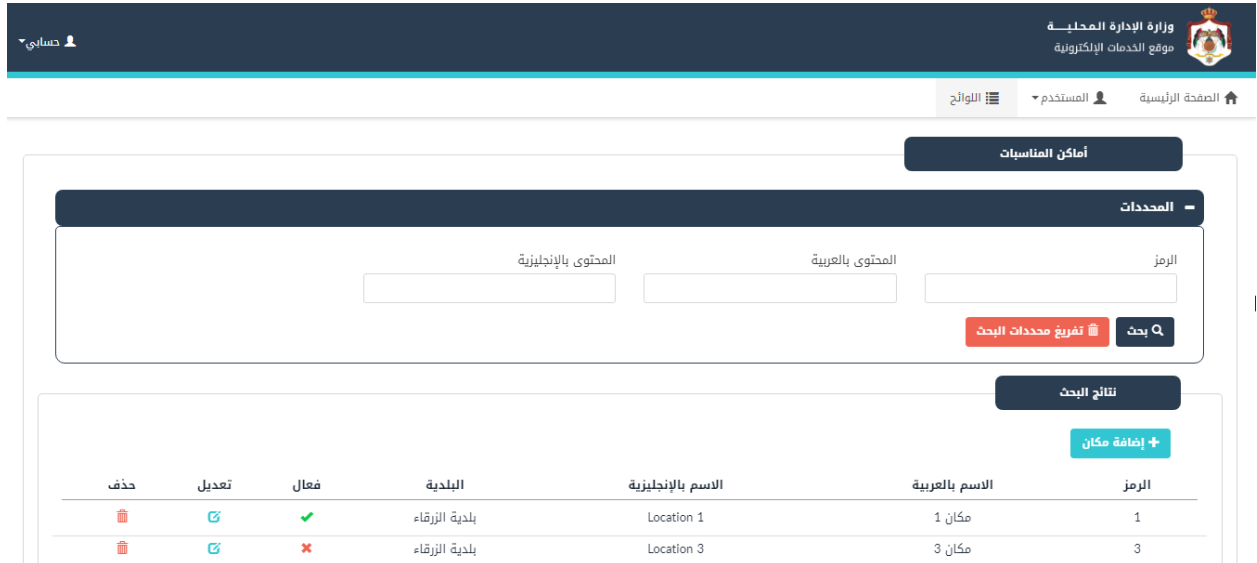 وزارة الإدارة المحليـــة
موقع الخدمات الإلكترونية
حسابي
الصفحة الرئيسية المستخدم اللوائح
أماكن المناسبات
المحددات
الرمز المحتوى بالعربية المحتوى بالإنجليزية
بحث تفريغ محددات البحث
نتائج البحث
+ إضافة مكان
الرمز الاسم بالعربية الاسم بالإنجليزية البلدية فعال تعديل حذف
1 مكان 1 Location 1 بلدية الزرقاء
3 مكان 3 Location 3 بلدية الزرقاء